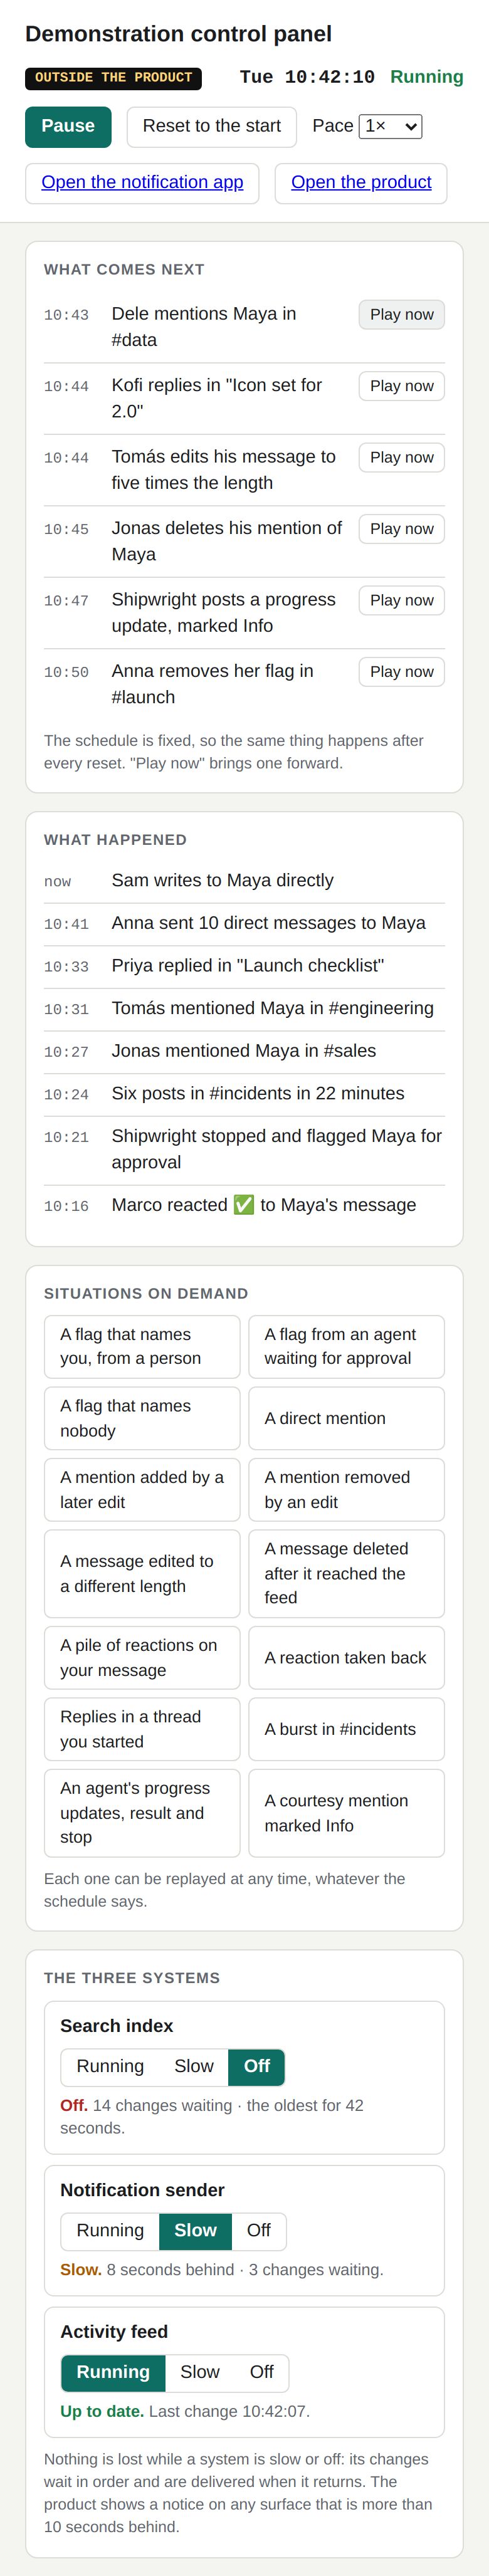 Demonstration control panel
OUTSIDE THE PRODUCT
Tue 10:42:10 Running
Pause
Reset to the start
Pace 1×
Open the notification app
Open the product
WHAT COMES NEXT
10:43 Dele mentions Maya in Play now
#data
10:44 Kofi replies in "Icon set for Play now
2.0"
10:44 Tomás edits his message to Play now
five times the length
10:45 Jonas deletes his mention of Play now
Maya
10:47 Shipwright posts a progress Play now
update, marked Info
10:50 Anna removes her flag in Play now
#launch
The schedule is fixed, so the same thing happens after
every reset. "Play now" brings one forward.
WHAT HAPPENED
now Sam writes to Maya directly
10:41 Anna sent 10 direct messages to Maya
10:33 Priya replied in "Launch checklist"
10:31 Tomás mentioned Maya in #engineering
10:27 Jonas mentioned Maya in #sales
10:24 Six posts in #incidents in 22 minutes
10:21 Shipwright stopped and flagged Maya for
approval
10:16 Marco reacted ✅ to Maya's message
SITUATIONS ON DEMAND
A flag that names
you, from a person
A flag from an agent
waiting for approval
A flag that names
nobody
A direct mention
A mention added by a
later edit
A mention removed
by an edit
A message edited to
a different length
A message deleted
after it reached the
feed
A pile of reactions on
your message
A reaction taken back
Replies in a thread
you started
A burst in #incidents
An agent's progress
updates, result and
stop
A courtesy mention
marked Info
Each one can be replayed at any time, whatever the
schedule says.
THE THREE SYSTEMS
Search index
Running Slow Off
Off. 14 changes waiting · the oldest for 42
seconds.
Notification sender
Running Slow Off
Slow. 8 seconds behind · 3 changes waiting.
Activity feed
Running Slow Off
Up to date. Last change 10:42:07.
Nothing is lost while a system is slow or off: its changes
wait in order and are delivered when it returns. The
product shows a notice on any surface that is more than
10 seconds behind.